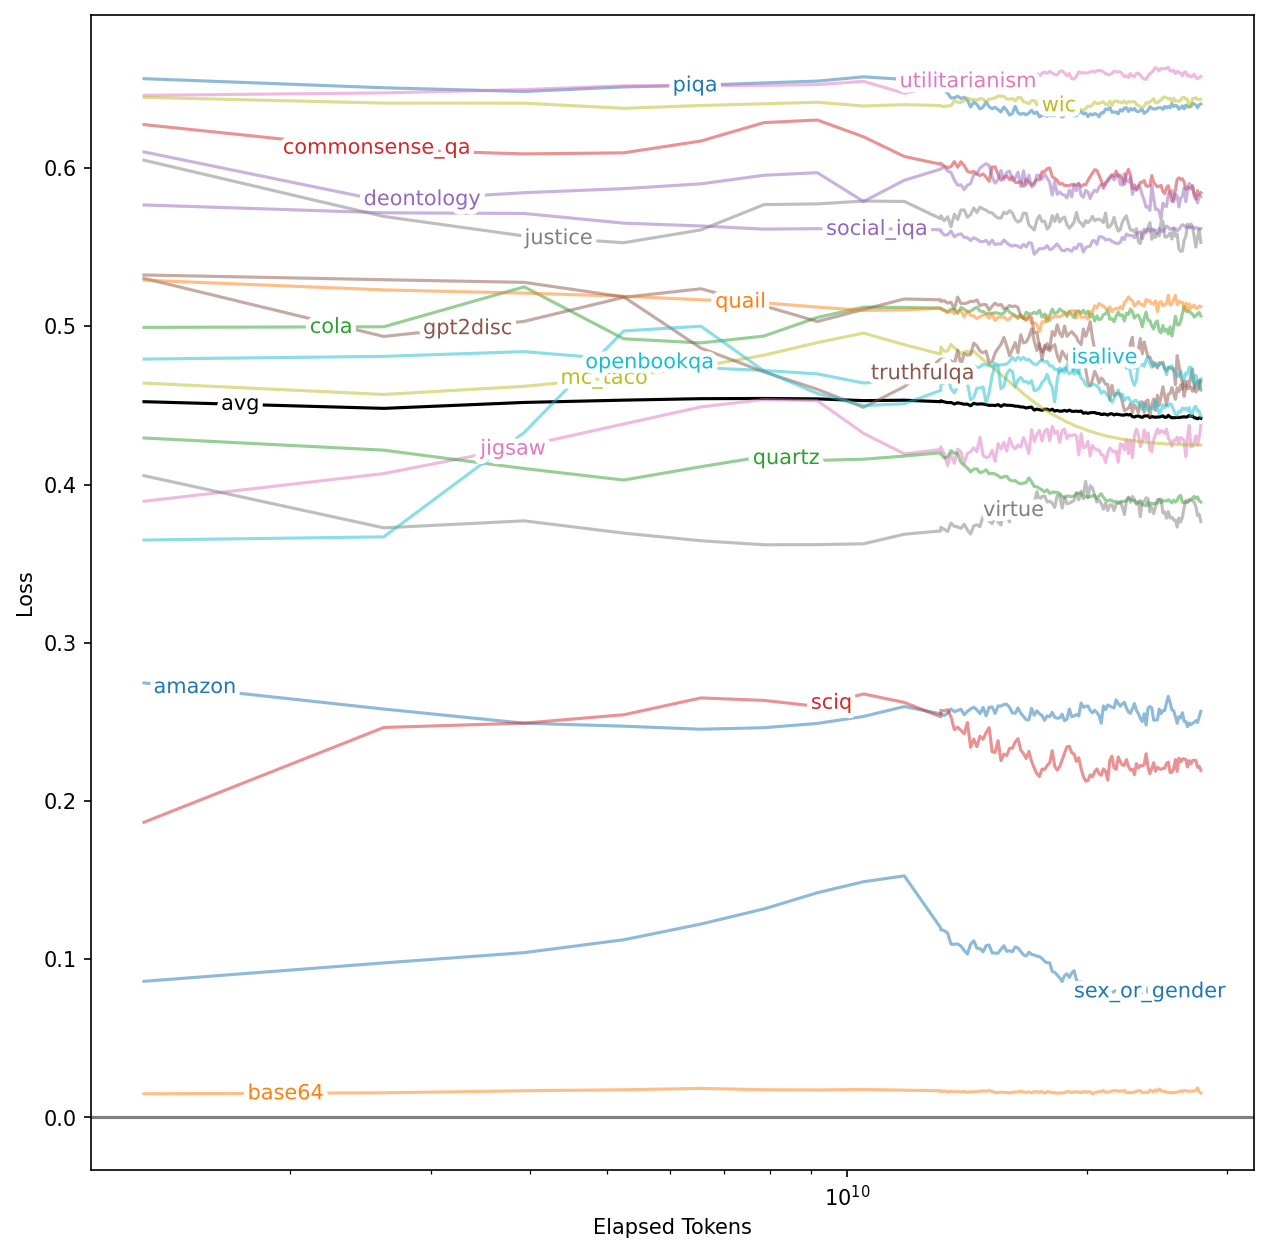 piqa
utilitarianism
wic
commonsense_qa
deontology
social_iqa
justice
quail
cola
gpt2disc
openbookqa
isalive
mc_taco
truthfulqa
avg
jigsaw
quartz
virtue
amazon
sciq
sex_or_gender
base64
0.6
0.5
0.4
0.3
0.2
0.1
0.0
Loss
10^10
Elapsed Tokens